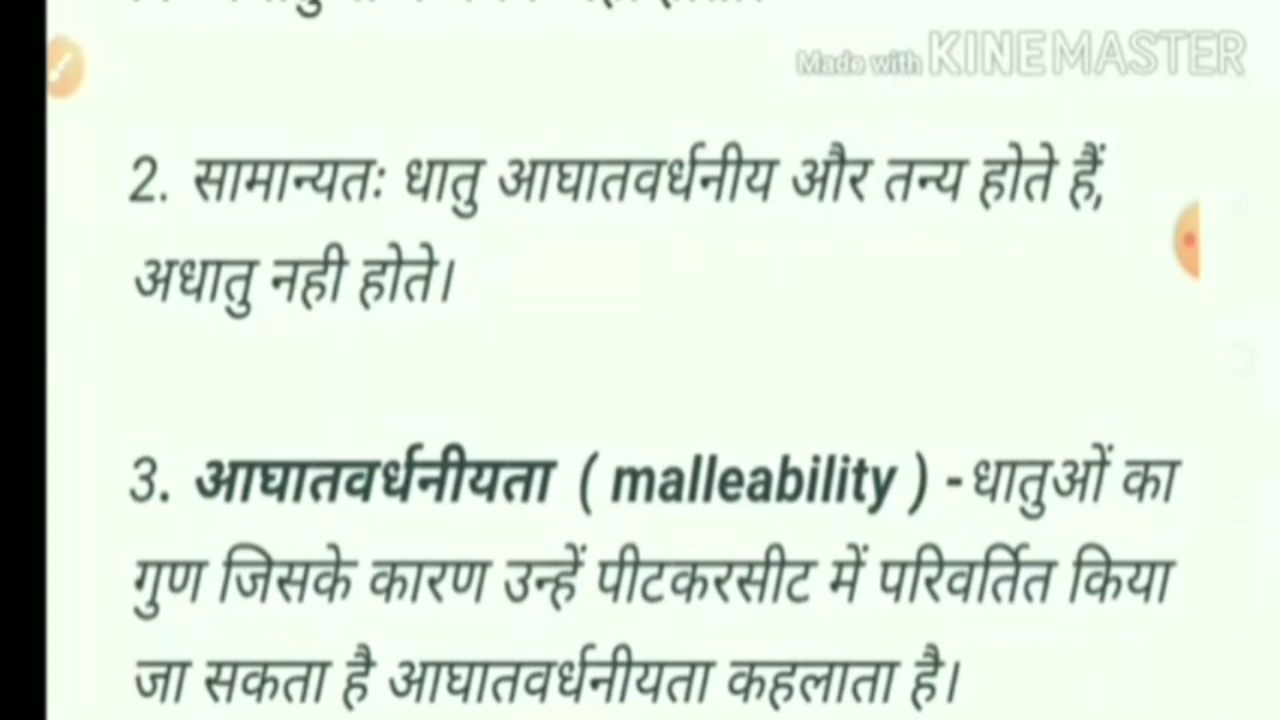 Made with KINEMASTER
2. सामान्यतः धातु आघातवर्धनीय और तन्य होते हैं,
अधातु नही होते।
3. आघातवर्धनीयता ( malleability ) -धातुओं का
गुण जिसके कारण उन्हें पीटकरसीट में परिवर्तित किया
जा सकता है आघातवर्धनीयता कहलाता है।